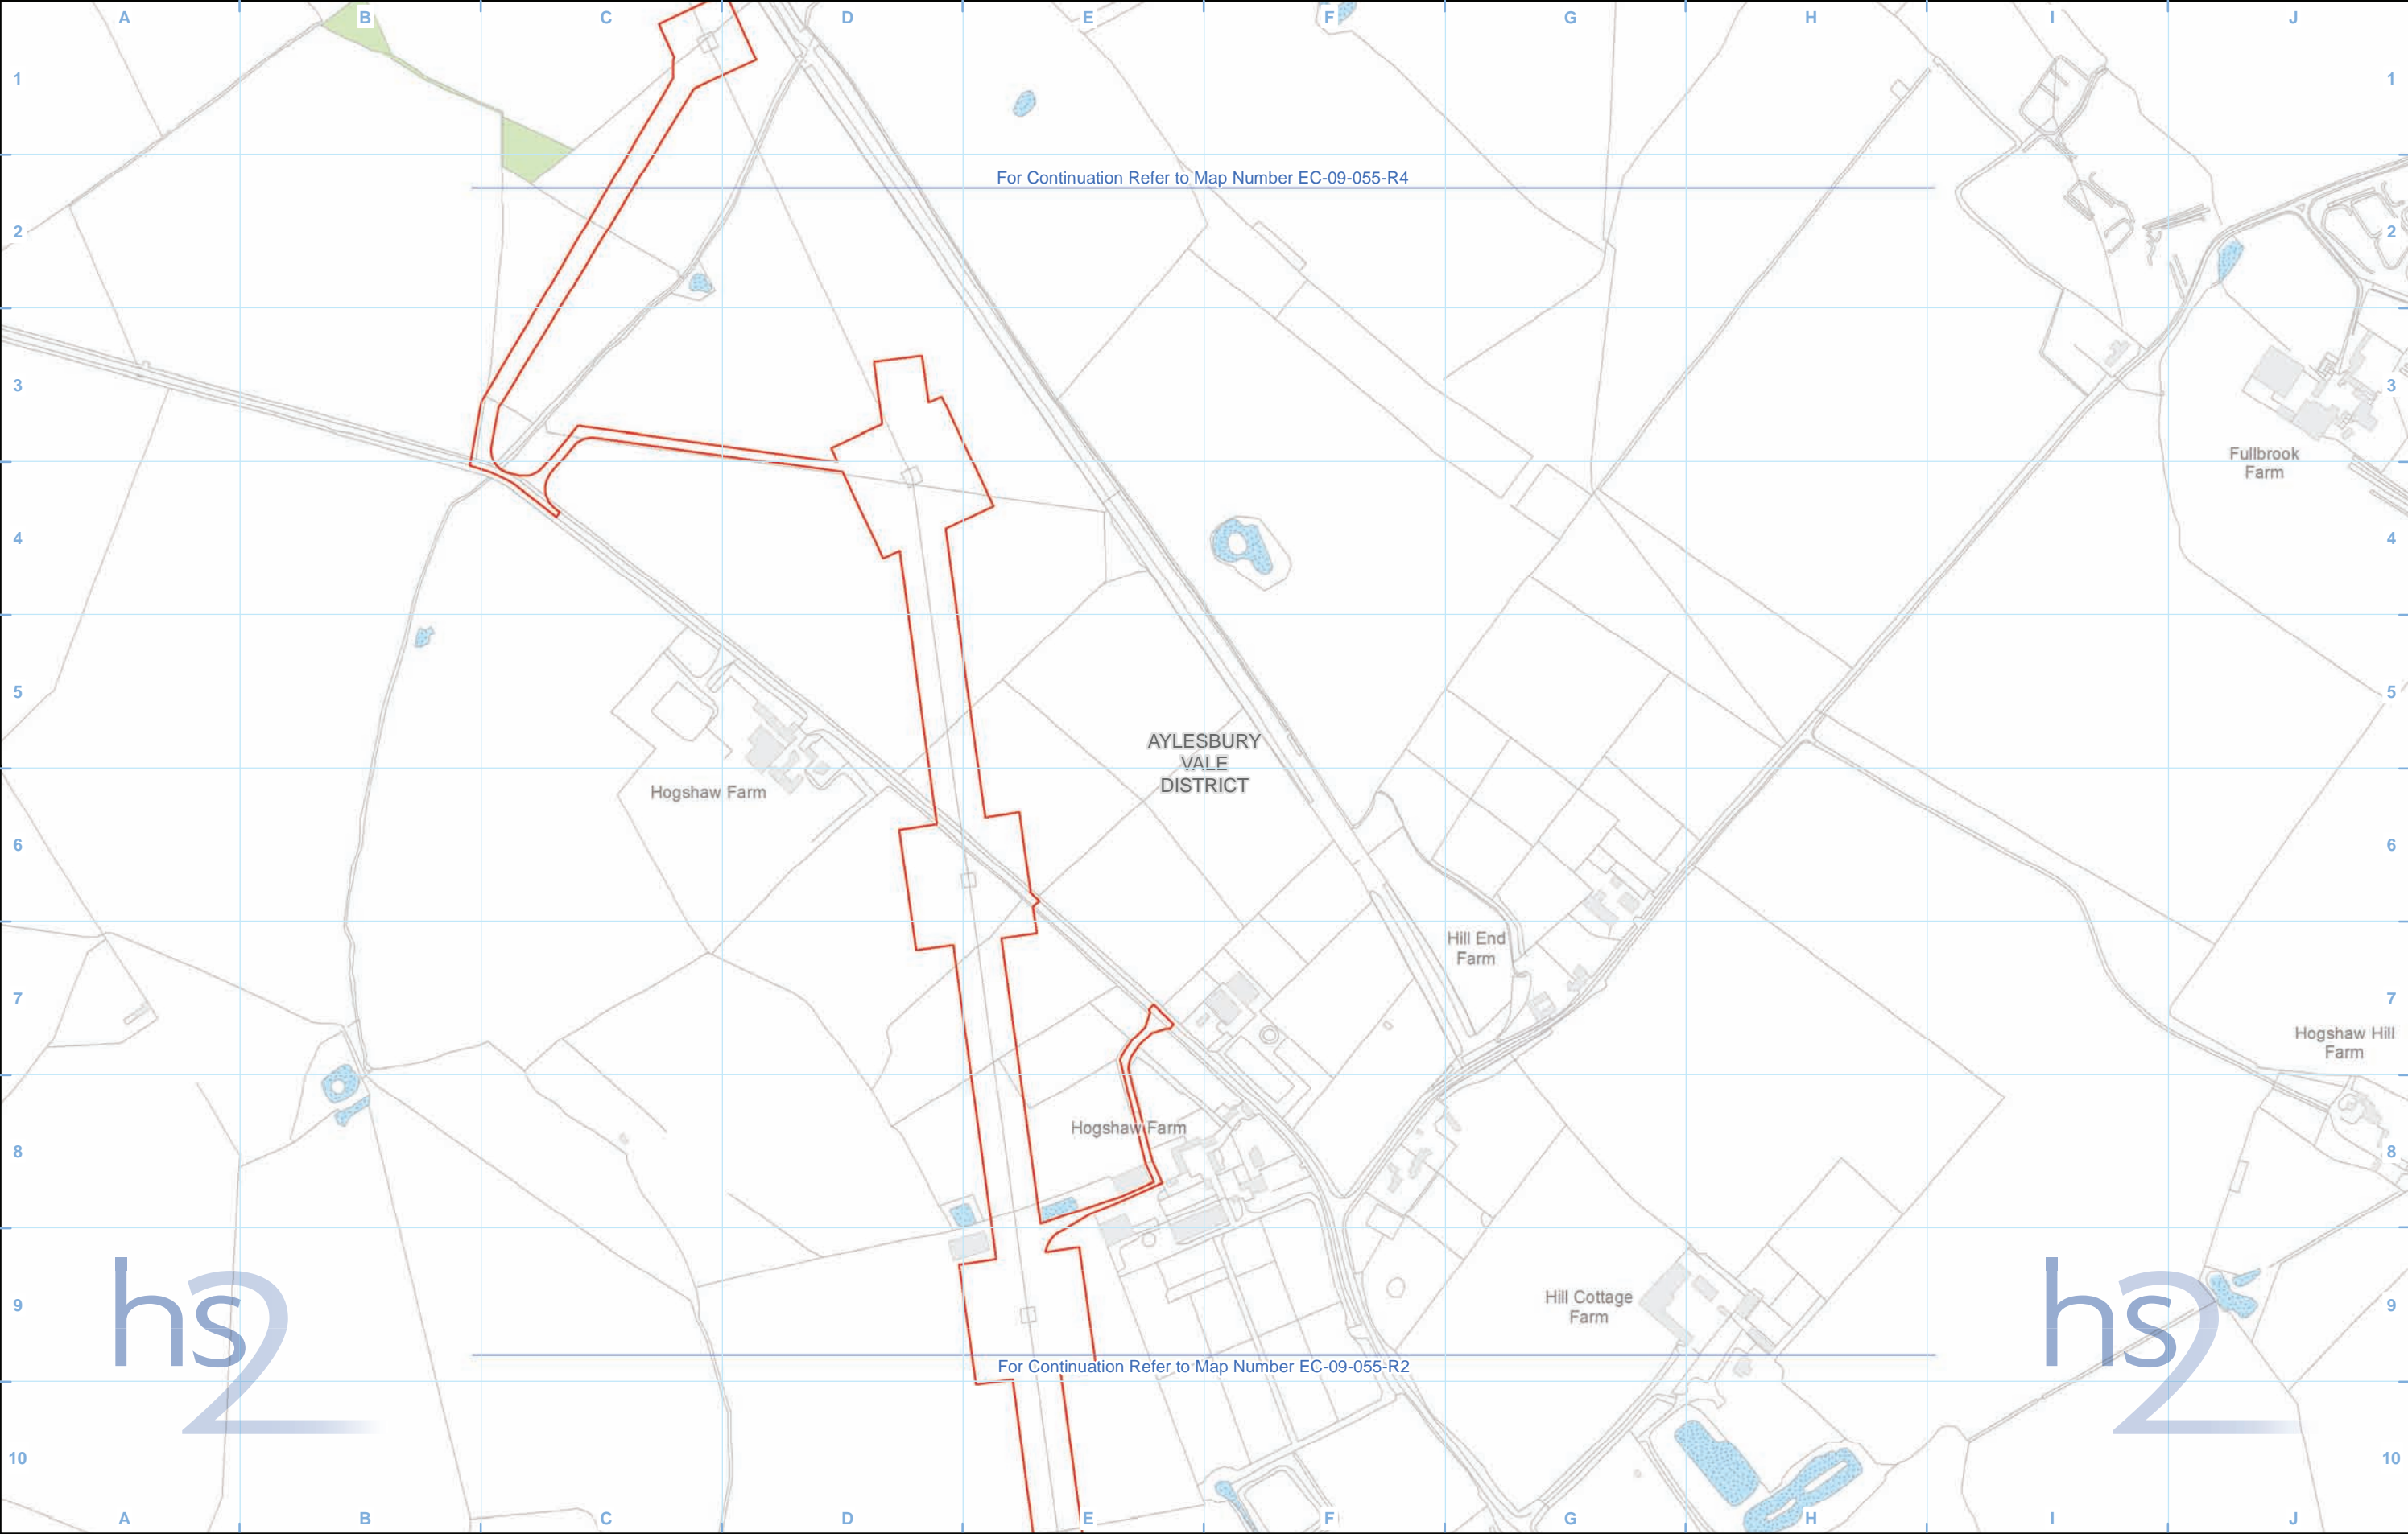 A B C D E F G H I J
1 1
For Continuation Refer to Map Number EC-09-055-R4
2 2
3 3
Fullbrook
Farm
4 4
5 5
AYLESBURY
VALE
DISTRICT
Hogshaw Farm
6 6
Hill End
Farm
7 7
Hogshaw Hill
Farm
Hogshaw Farm
8 8
hs2 hs2
9 9
Hill Cottage
Farm
For Continuation Refer to Map Number EC-09-055-R2
10 10
A B C D E F G H I J